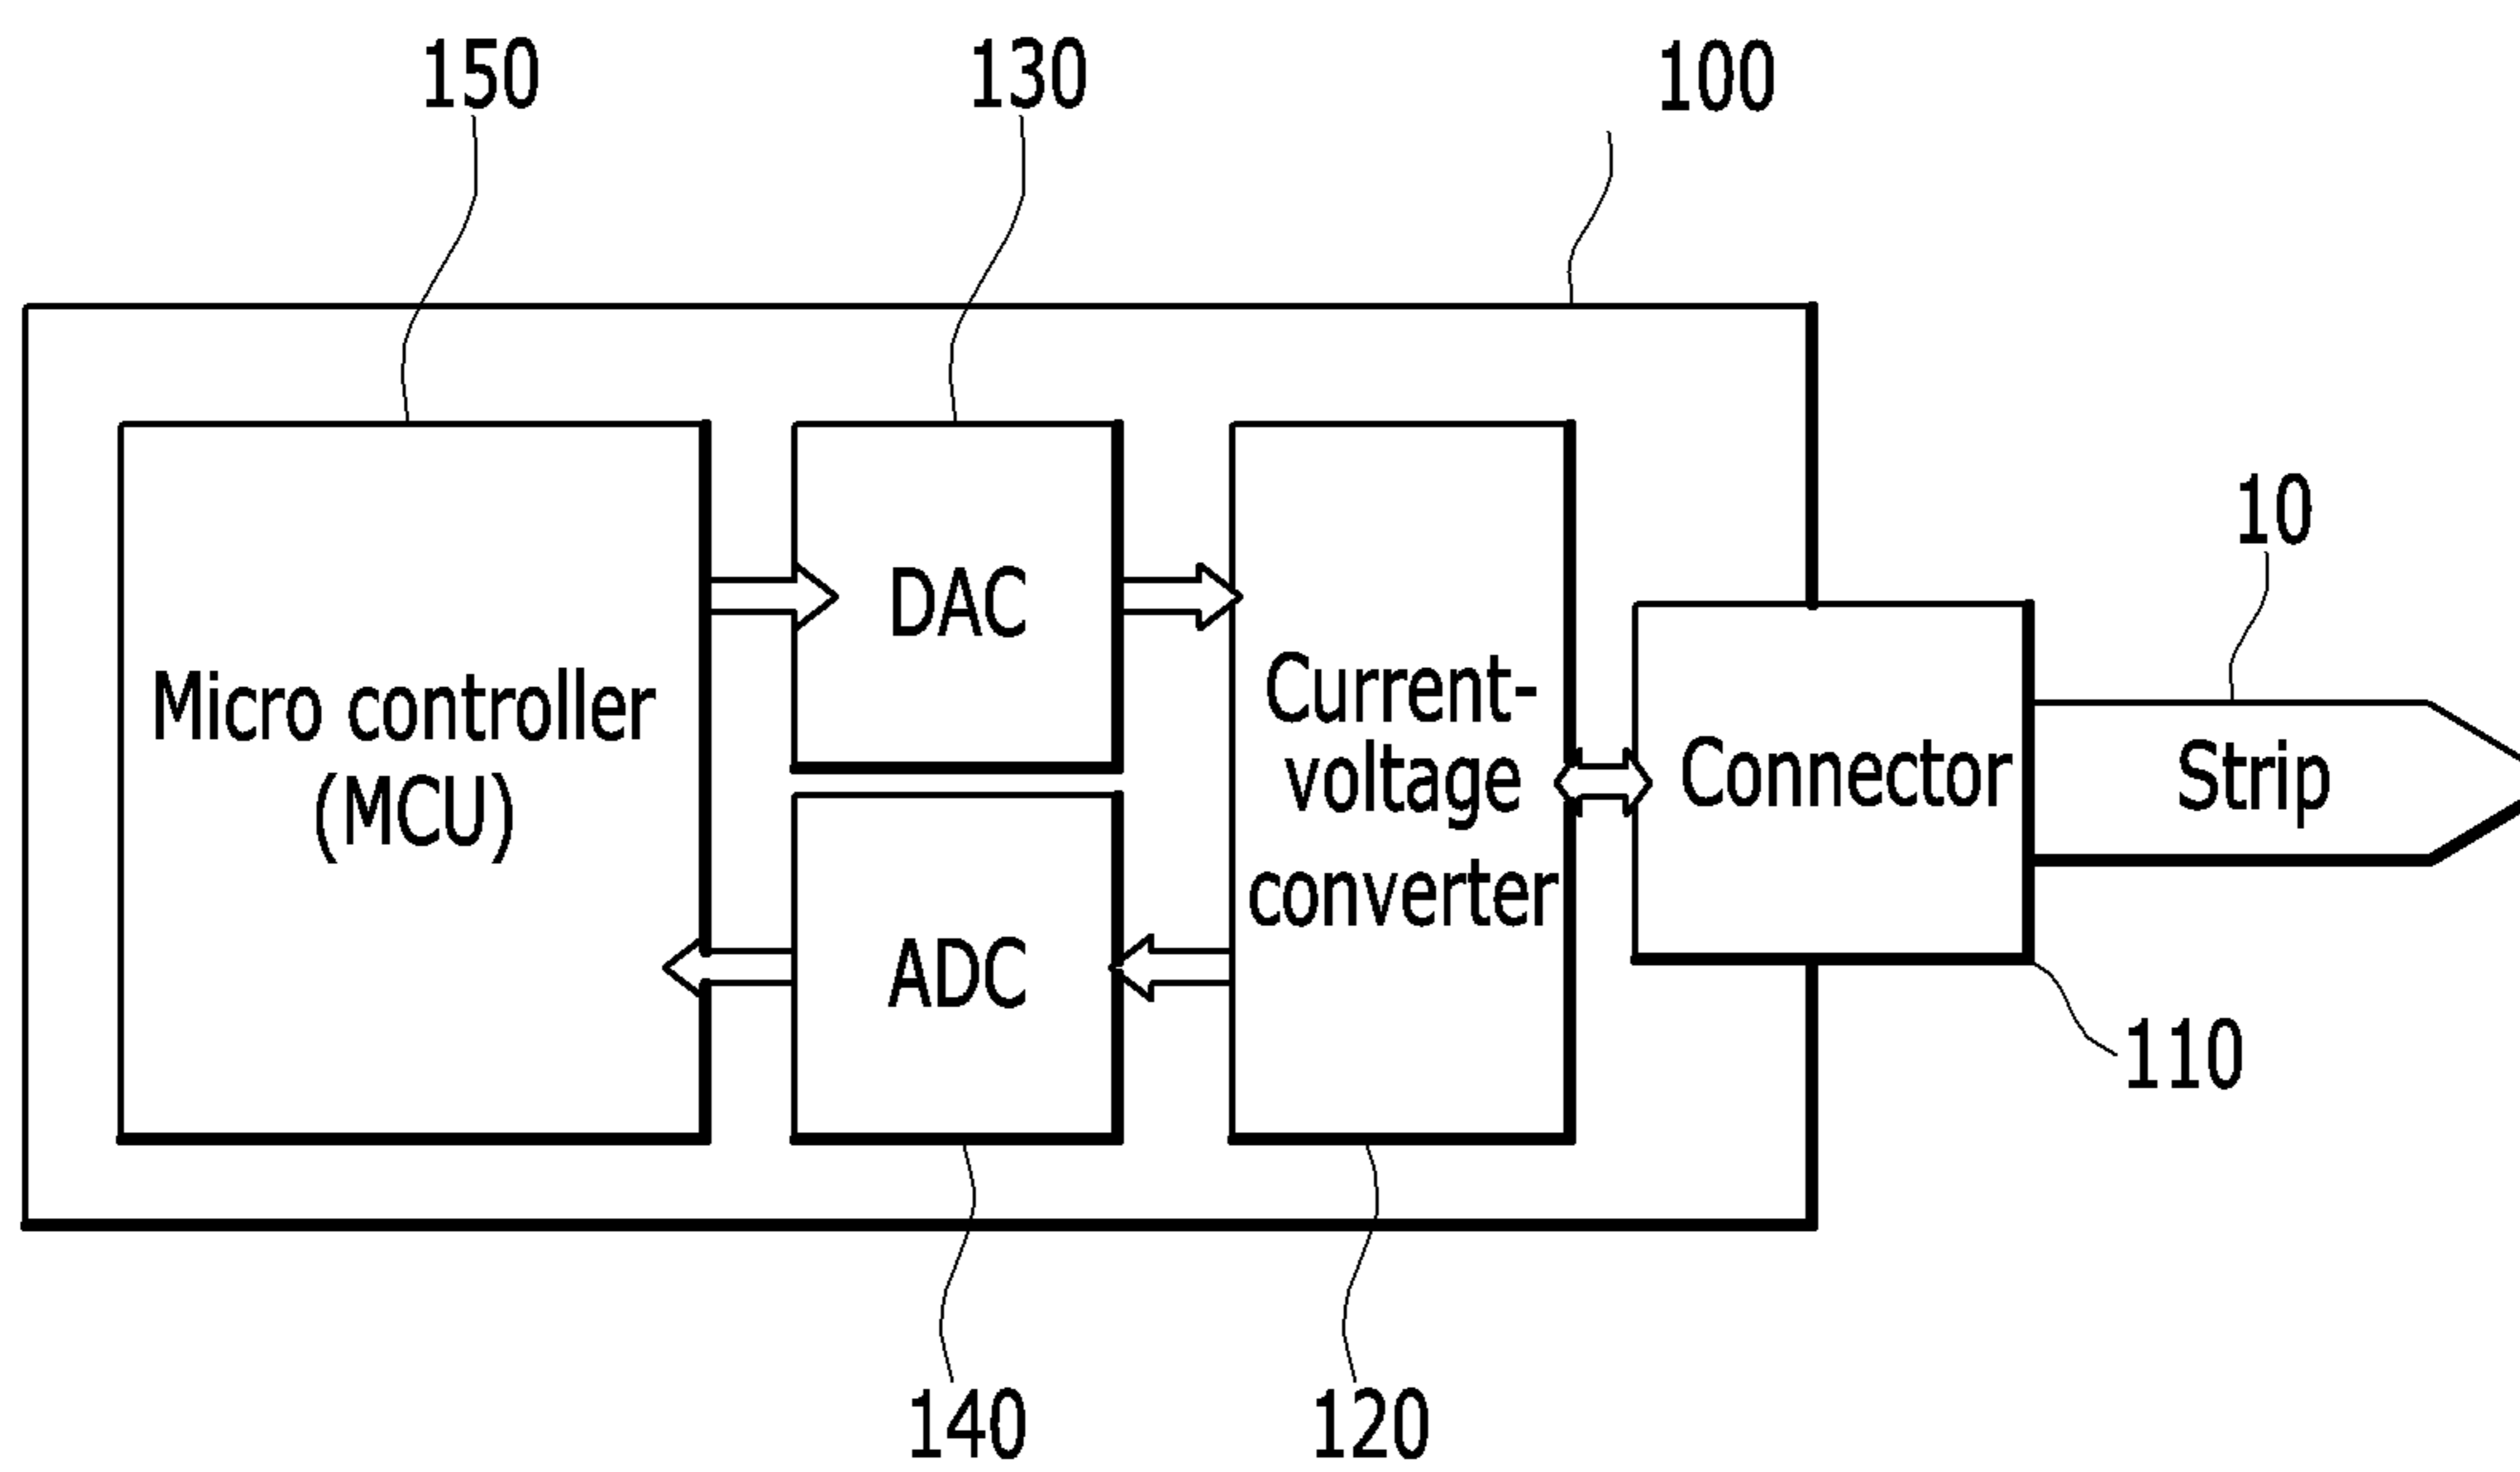 150
130
100
10
DAC
Micro controller
(MCU)
Current-
voltage
converter
Connector
Strip
ADC
110
140
120